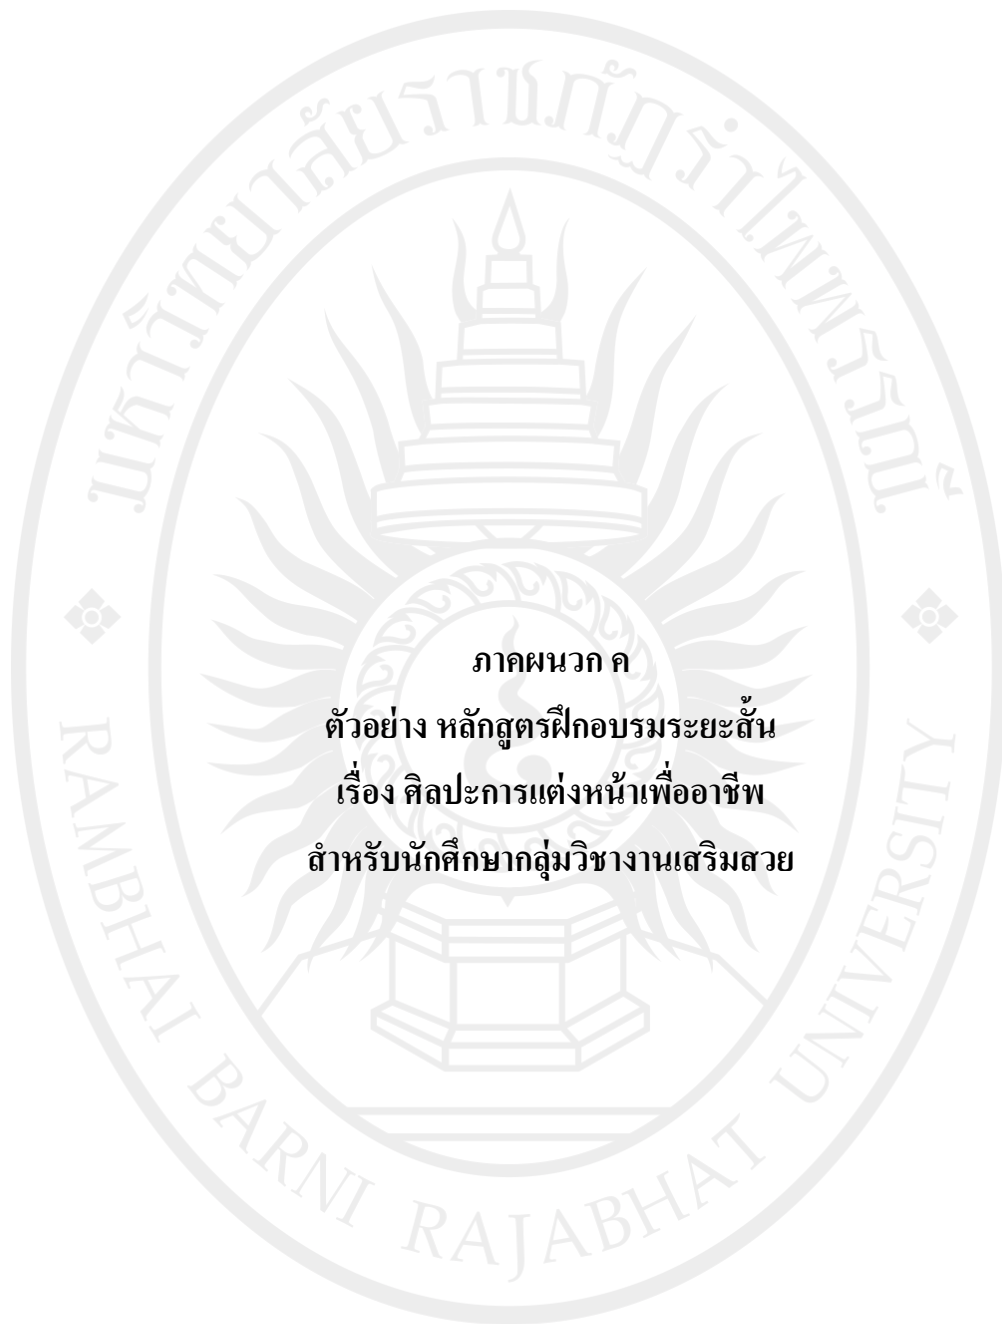 มหาวิทยาลัยราชภัฏรำไพพรรณี
ภาคผนวก ค
ตัวอย่าง หลักสูตรฝึกอบรมระยะสั้น
เรื่อง ศิลปะการแต่งหน้าเพื่ออาชีพ
สำหรับนักศึกษากลุ่มวิชางานเสริมสวย
RAMBHAI BARNI RAJABHAT UNIVERSITY